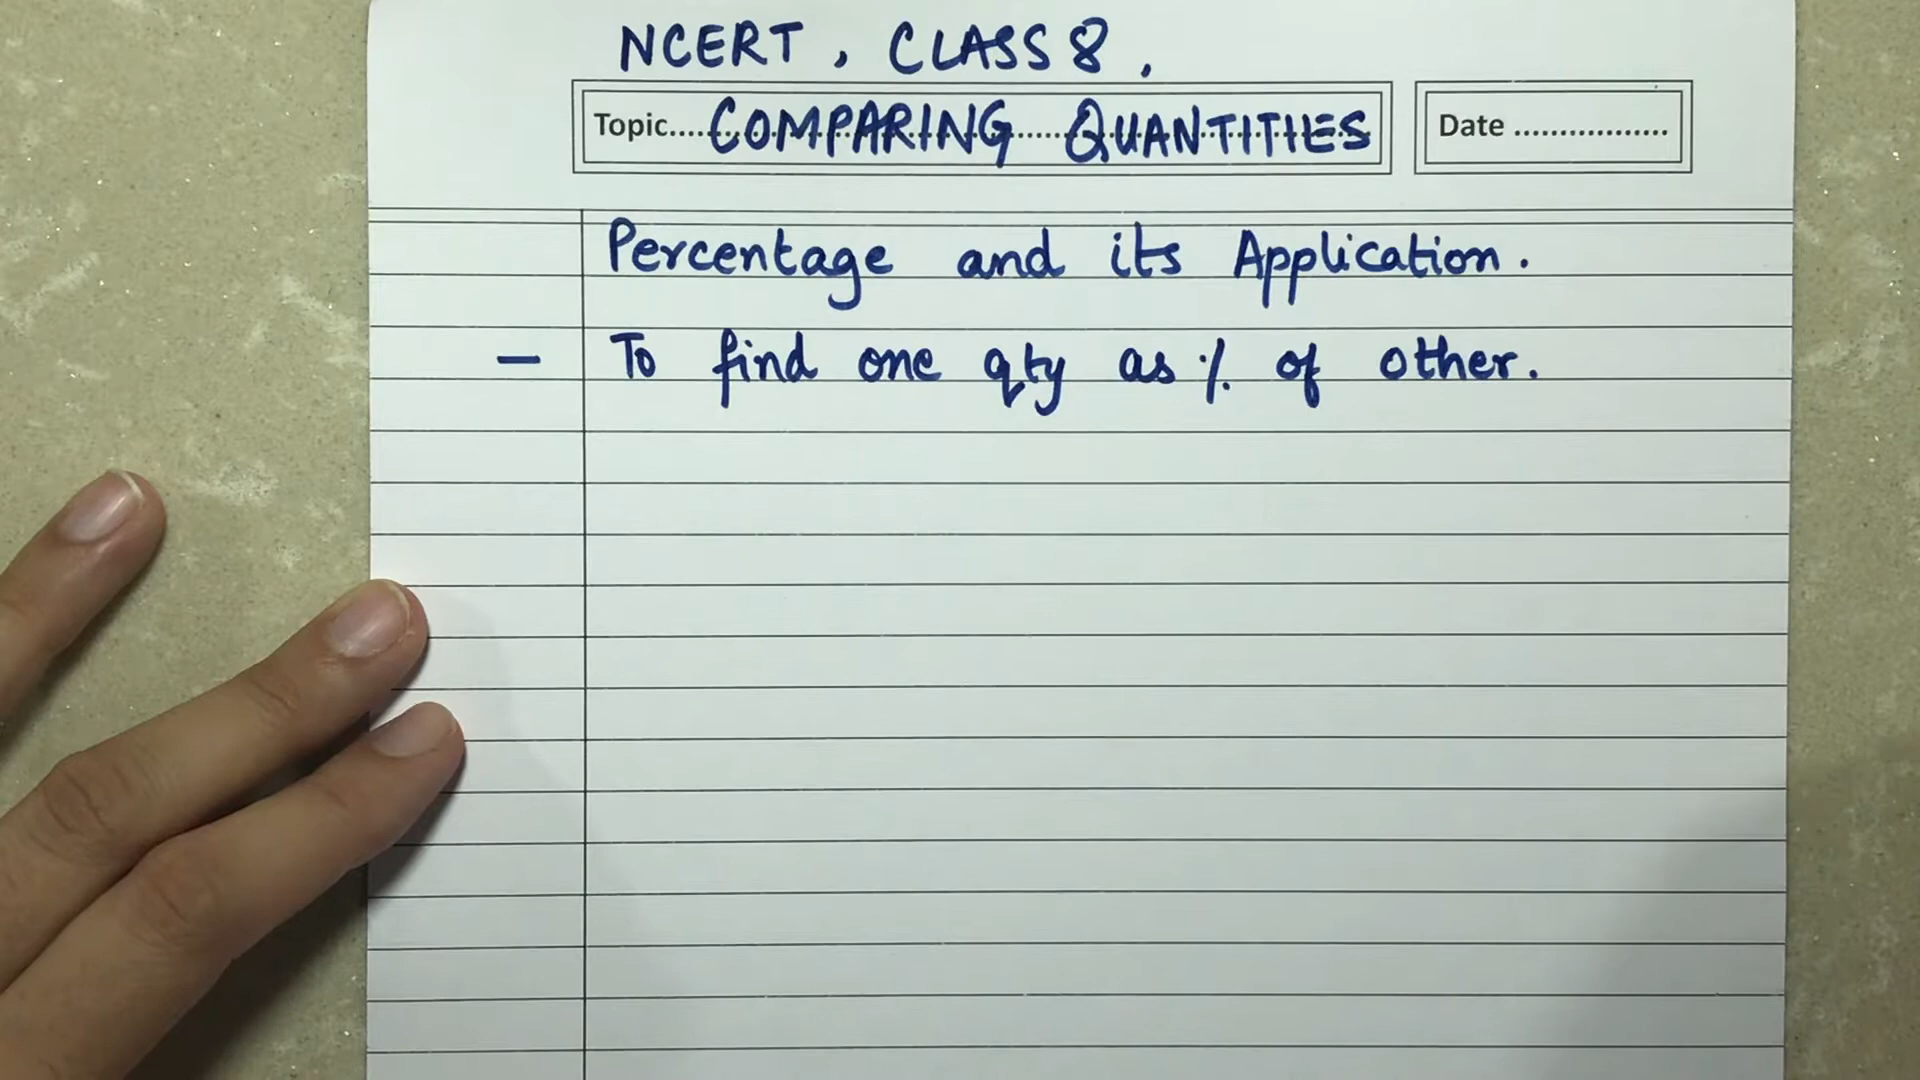 NCERT, CLASS 8,
Topic.... COMPARING QUANTITIES
Date .................
Percentage and its Application.
- To find one qty as % of other.